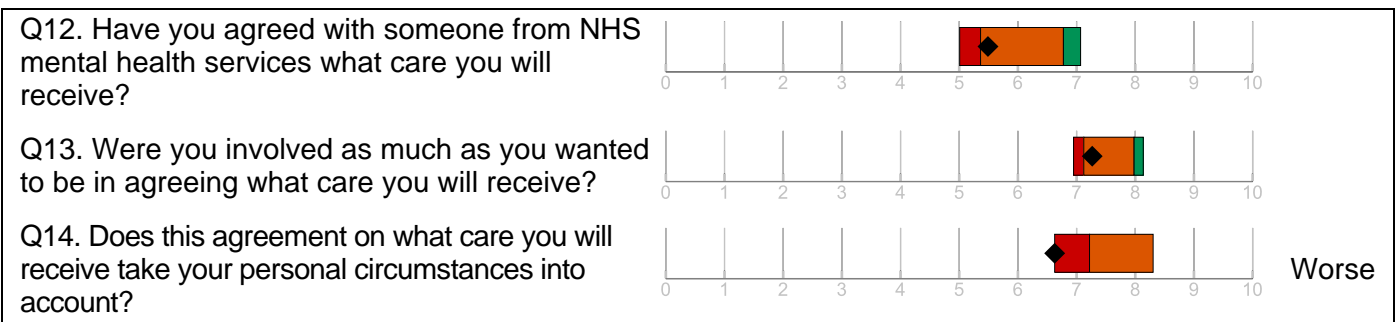 Q12. Have you agreed with someone from NHS
mental health services what care you will
receive?
0 1 2 3 4 5 6 7 8 9 10
Q13. Were you involved as much as you wanted
to be in agreeing what care you will receive?
0 1 2 3 4 5 6 7 8 9 10
Q14. Does this agreement on what care you will
receive take your personal circumstances into
account?
0 1 2 3 4 5 6 7 8 9 10
Worse